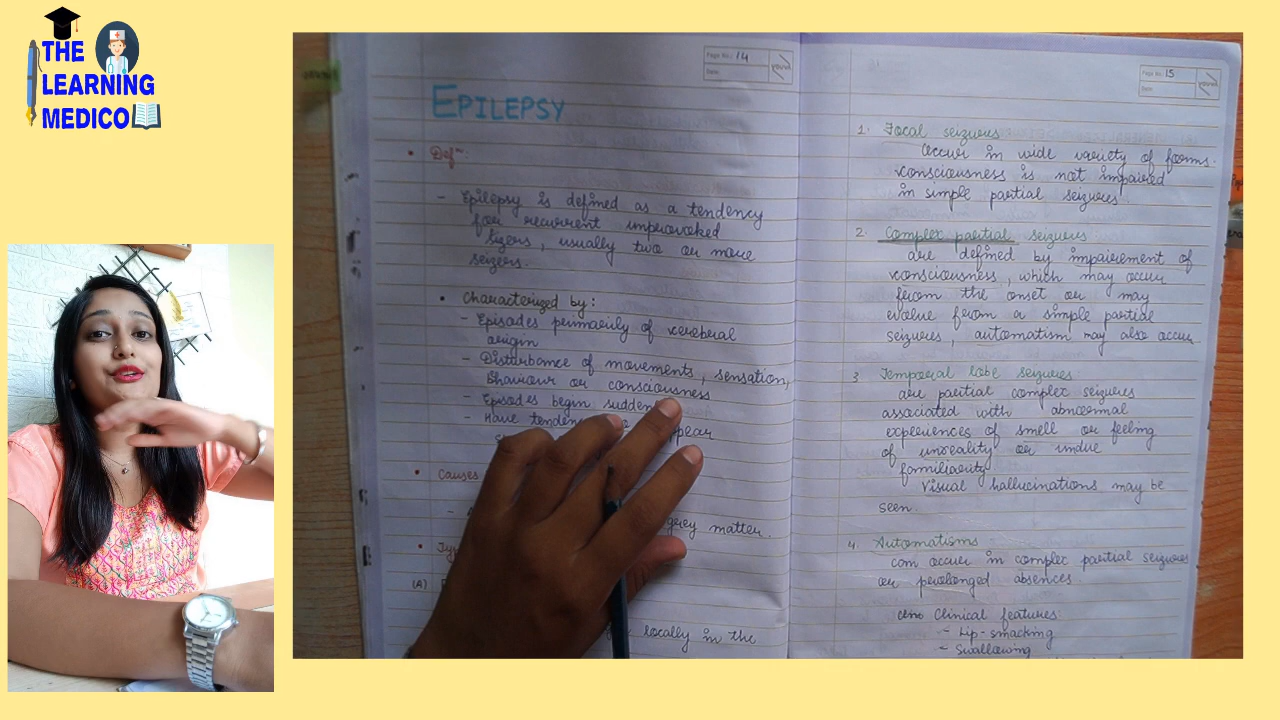 THE
LEARNING
MEDICO
Page No.: 14
Date:
EPILEPSY
• Defⁿ:
- Epilepsy is defined as a tendency
for recurrent unprovoked
sizers, usually two or more
seizers.
• Characterized by:
- Episodes primarily of cerebral
origin
- Disturbance of movements, sensation,
behaviour or consciousness
- Episodes begin sudden
- Have tenden
ppear
• Causes
grey matter.
(A)
locally in the
Page No. 15
Date:
1. Focal seizures
Occur in wide variety of forms.
consciousness is not impaired
in simple partial seizures.
2. Complex partial seizures
are defined by impairement of
consciousness, which may occur
from the onset or may
evolve from a simple partial
seizures, automatism may also occur.
3. Temporal lobe seizures
are partial complex seizures
associated with abnormal
experiences of smell or feeling
of unreality or undue
familiarity
Visual hallucinations may be
seen.
4. Automatisms
can occur in complex partial seizures
or prolonged absences.
Clinical features
- Lip-smacking
- Swallowing